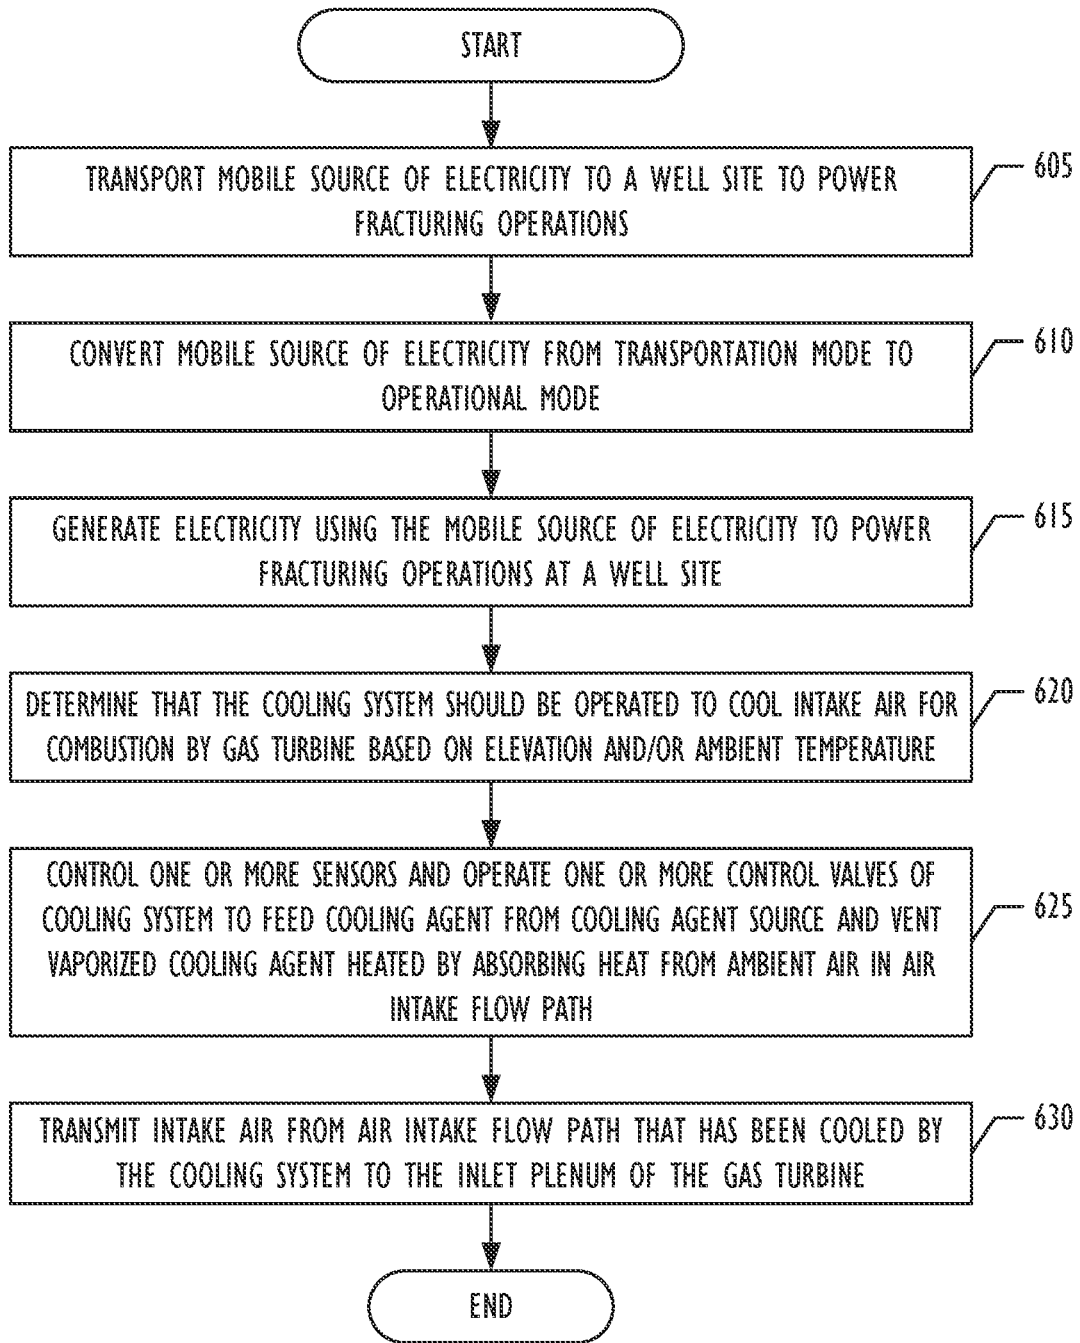 START
TRANSPORT MOBILE SOURCE OF ELECTRICITY TO A WELL SITE TO POWER
FRACTURING OPERATIONS
605
CONVERT MOBILE SOURCE OF ELECTRICITY FROM TRANSPORTATION MODE TO
OPERATIONAL MODE
610
GENERATE ELECTRICITY USING THE MOBILE SOURCE OF ELECTRICITY TO POWER
FRACTURING OPERATIONS AT A WELL SITE
615
DETERMINE THAT THE COOLING SYSTEM SHOULD BE OPERATED TO COOL INTAKE AIR FOR
COMBUSTION BY GAS TURBINE BASED ON ELEVATION AND/OR AMBIENT TEMPERATURE
620
CONTROL ONE OR MORE SENSORS AND OPERATE ONE OR MORE CONTROL VALVES OF
COOLING SYSTEM TO FEED COOLING AGENT FROM COOLING AGENT SOURCE AND VENT
VAPORIZED COOLING AGENT HEATED BY ABSORBING HEAT FROM AMBIENT AIR IN AIR
INTAKE FLOW PATH
625
TRANSMIT INTAKE AIR FROM AIR INTAKE FLOW PATH THAT HAS BEEN COOLED BY
THE COOLING SYSTEM TO THE INLET PLENUM OF THE GAS TURBINE
630
END